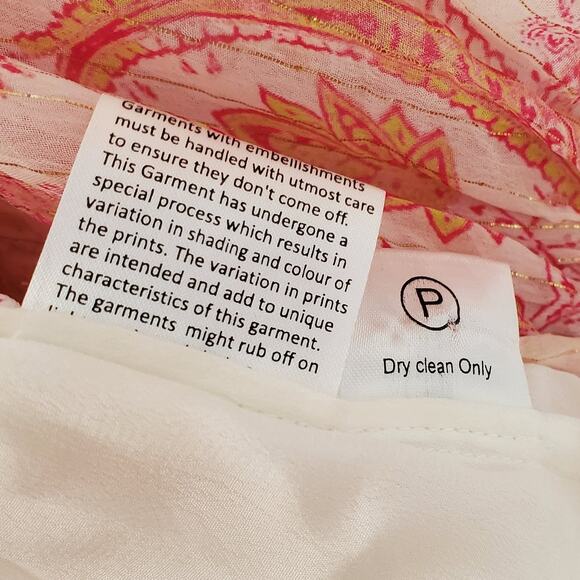 Garments with embellishments
must be handled with utmost care
to ensure they don't come off.
This Garment has undergone a
special process which results in
variation in shading and colour of
the prints. The variation in prints
are intended and add to unique
characteristics of this garment.
The garments might rub off on
P
Dry clean Only